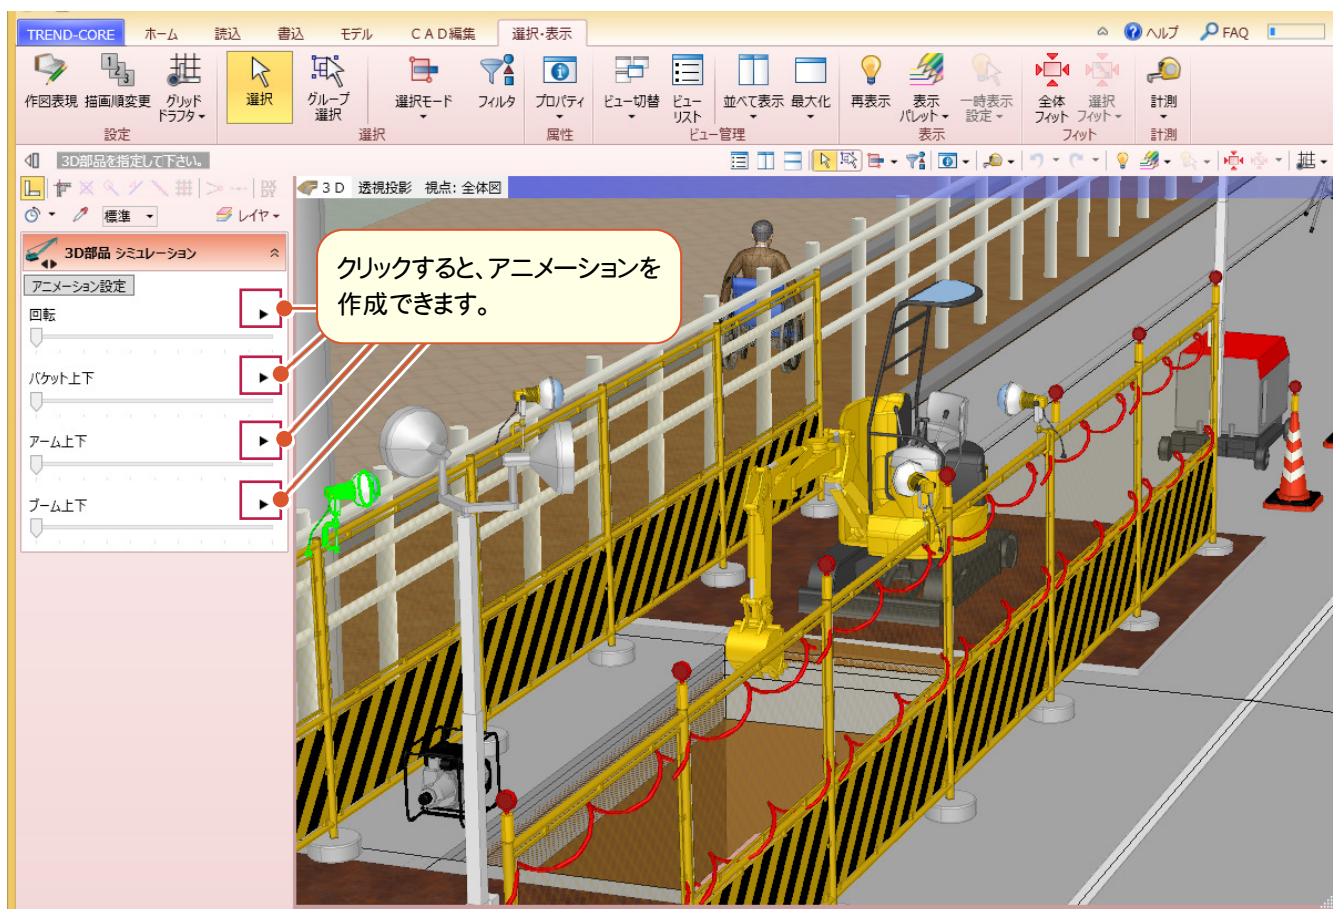 TREND-CORE ホーム 読込 書込 モデル CAD編集 選択・表示 ヘルプ FAQ
作図表現 描画順変更 グリッドドラフタ 選択 グループ選択 選択モード フィルタ プロパティ ビュー切替 ビューリスト 並べて表示 最大化 再表示 表示パレット 一時表示設定 全体フィット 選択フィット 計測
設定 選択 属性 ビュー管理 表示 フィット 計測
3D部品を指定して下さい。
3D 透視投影 視点: 全体図
標準 レイヤ
3D部品 シミュレーション
アニメーション設定
クリックすると、アニメーションを
作成できます。
回転
バケット上下
アーム上下
ブーム上下